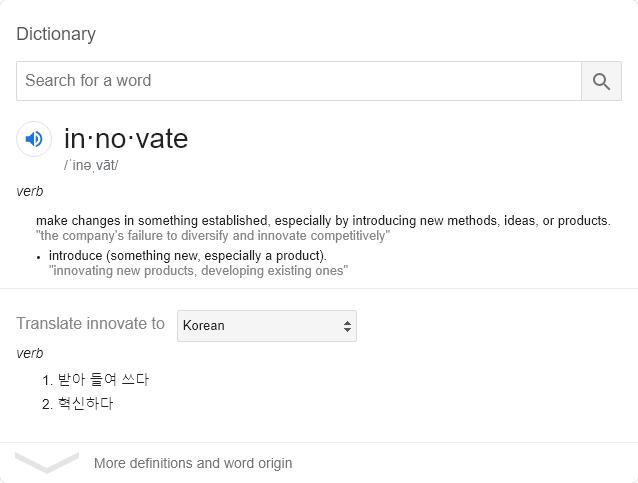 Dictionary
Search for a word
in·no·vate
/ˈinəˌvāt/
verb
make changes in something established, especially by introducing new methods, ideas, or products.
"the company's failure to diversify and innovate competitively"
• introduce (something new, especially a product).
"innovating new products, developing existing ones"
Translate innovate to Korean
verb
1. 받아 들여 쓰다
2. 혁신하다
More definitions and word origin